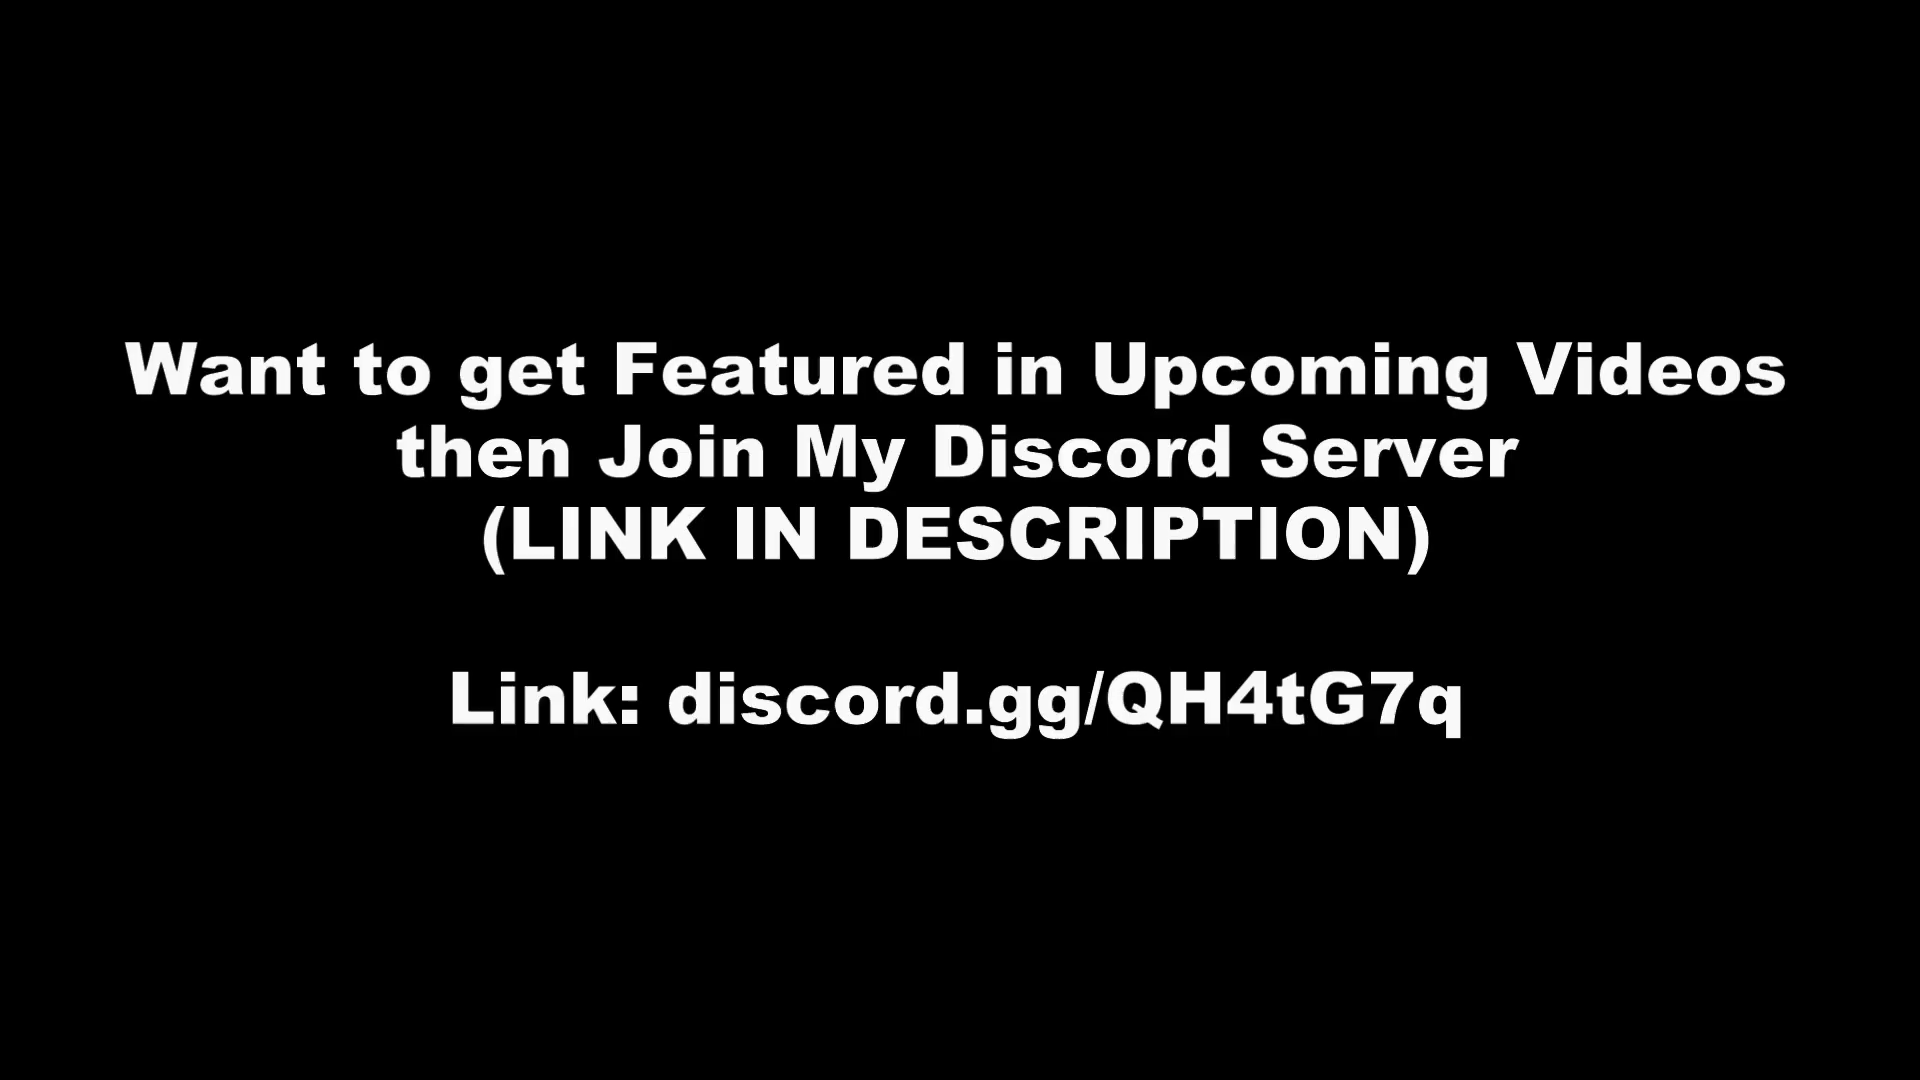 Want to get Featured in Upcoming Videos
then Join My Discord Server
(LINK IN DESCRIPTION)
Link: discord.gg/QH4tG7q